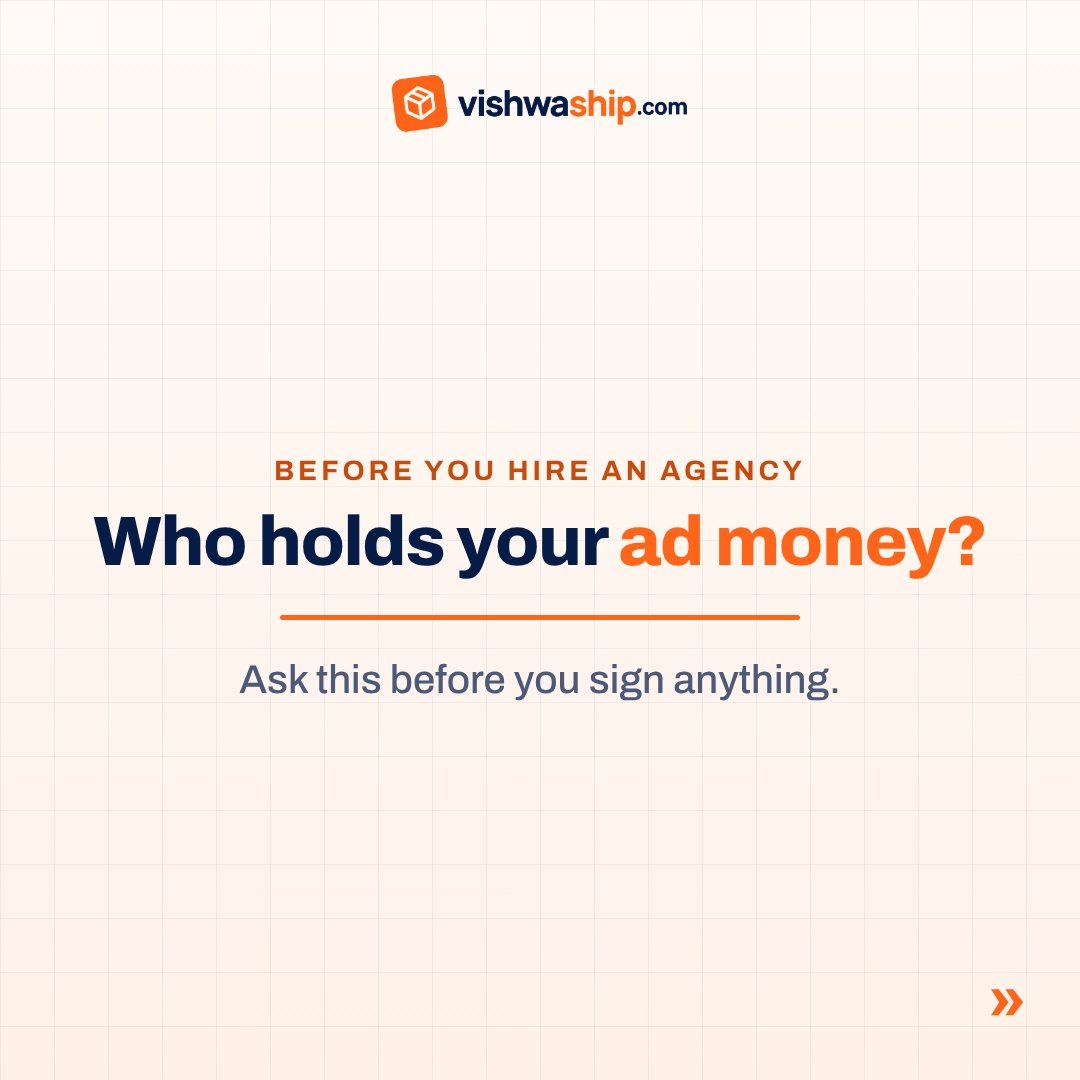 vishwaship.com
BEFORE YOU HIRE AN AGENCY
Who holds your ad money?
Ask this before you sign anything.
»